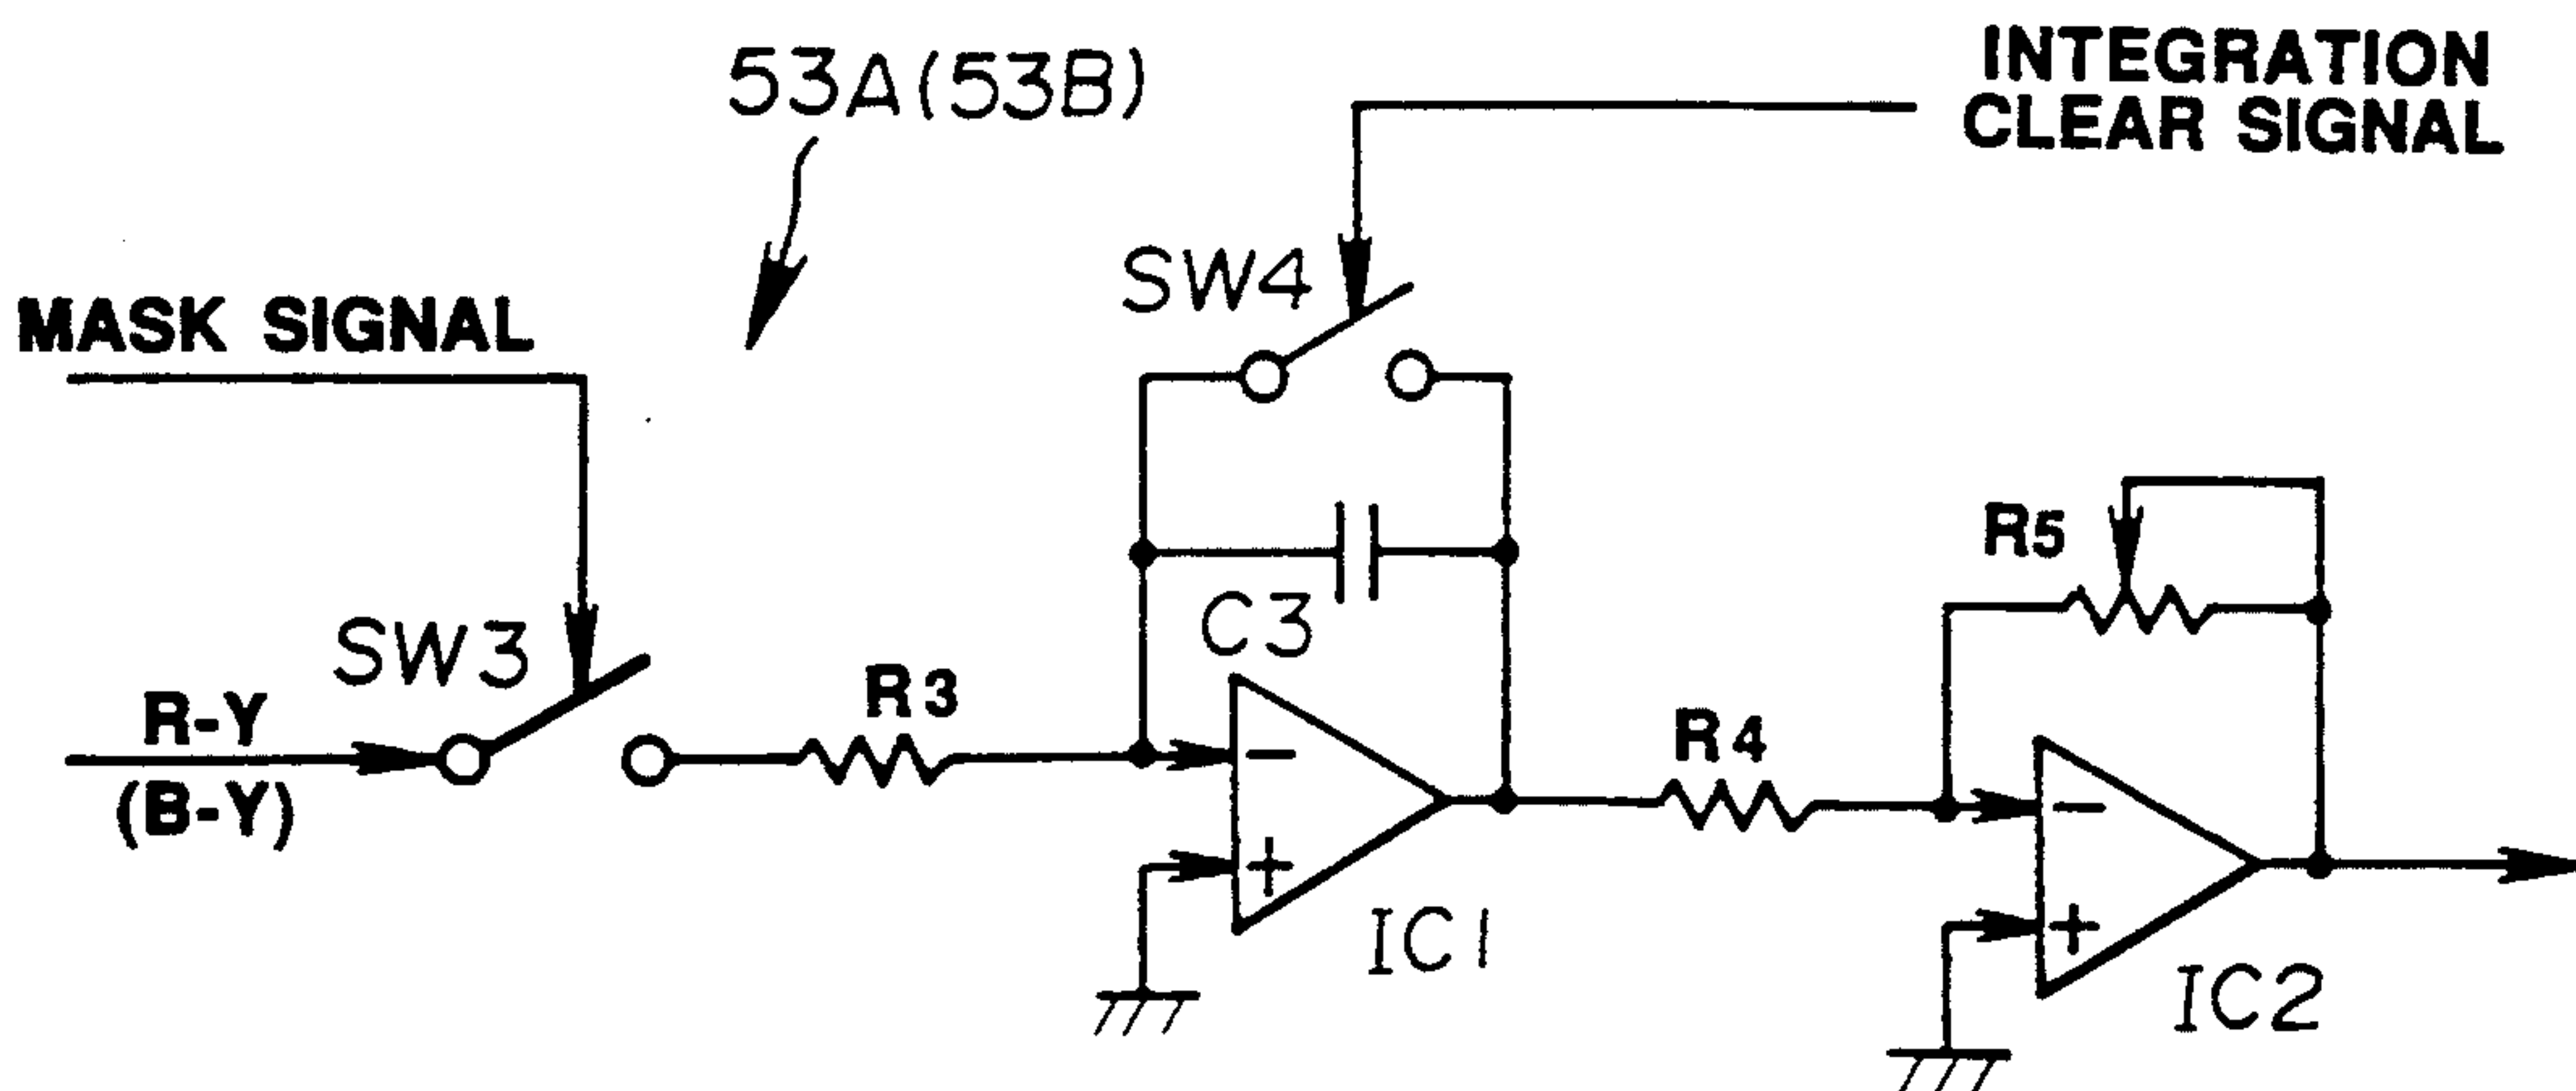 53A(53B)
INTEGRATION
CLEAR SIGNAL
MASK SIGNAL
SW4
SW3
R-Y
(B-Y)
R3
C3
R4
R5
IC1
IC2